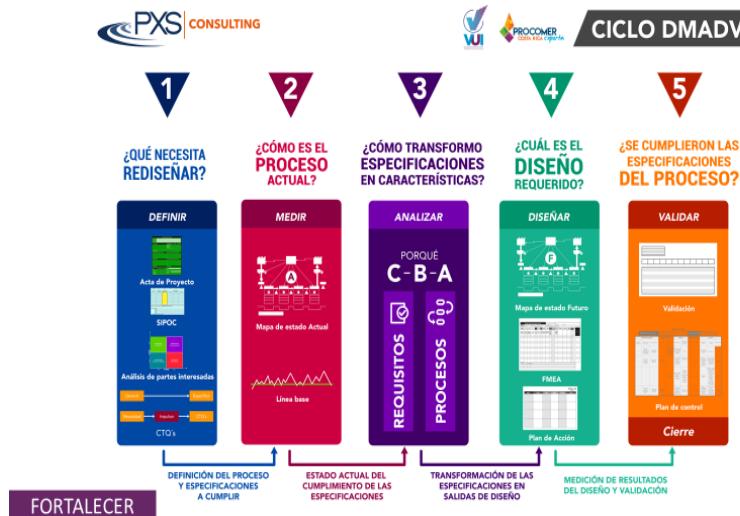 PXS CONSULTING
VUI
PROCOMER
COSTA RICA exporta
CICLO DMADV
1
2
3
4
5
¿QUÉ NECESITA
REDISEÑAR?
¿CÓMO ES EL
PROCESO
ACTUAL?
¿CÓMO TRANSFORMO
ESPECIFICACIONES
EN CARACTERÍSTICAS?
¿CUÁL ES EL
DISEÑO
REQUERIDO?
¿SE CUMPLIERON LAS
ESPECIFICACIONES
DEL PROCESO?
DEFINIR
Acta de Proyecto
SIPOC
Análisis de partes interesadas
Impulsor
CTQ's
MEDIR
A
Mapa de estado Actual
Línea base
ANALIZAR
PORQUÉ
C-B-A
REQUISITOS
PROCESOS
DISEÑAR
F
Mapa de estado Futuro
FMEA
Plan de Acción
VALIDAR
Validación
Plan de control
Cierre
DEFINICIÓN DEL PROCESO
Y ESPECIFICACIONES
A CUMPLIR
ESTADO ACTUAL DEL
CUMPLIMIENTO DE LAS
ESPECIFICACIONES
TRANSFORMACIÓN DE LAS
ESPECIFICACIONES EN
SALIDAS DE DISEÑO
MEDICIÓN DE RESULTADOS
DEL DISEÑO Y VALIDACIÓN
FORTALECER